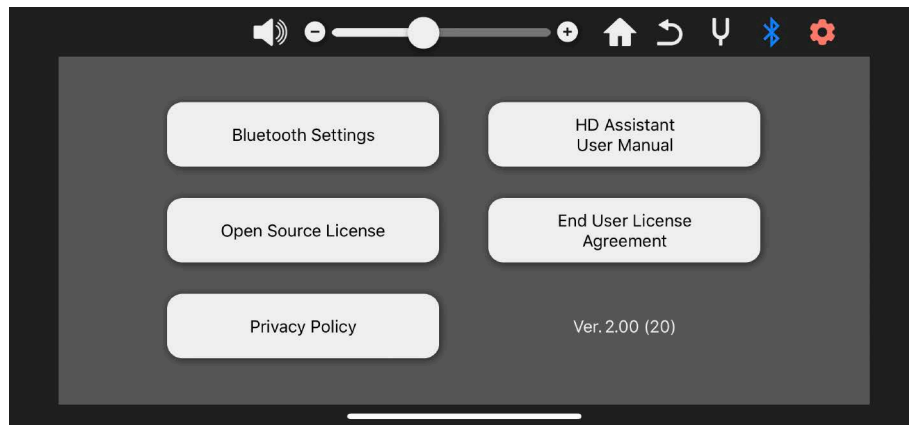 Bluetooth Settings
HD Assistant
User Manual
Open Source License
End User License
Agreement
Privacy Policy
Ver. 2.00 (20)